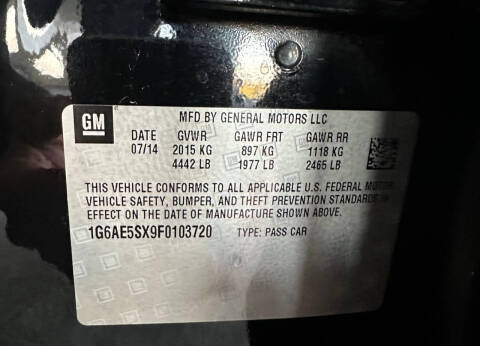 GM
MFD BY GENERAL MOTORS LLC
DATE GVWR GAWR FRT GAWR RR
07/14 2015 KG 897 KG 1118 KG
4442 LB 1977 LB 2465 LB
THIS VEHICLE CONFORMS TO ALL APPLICABLE U.S. FEDERAL MOTOR
VEHICLE SAFETY, BUMPER, AND THEFT PREVENTION STANDARDS IN
EFFECT ON THE DATE OF MANUFACTURE SHOWN ABOVE.
1G6AE5SX9F0103720 TYPE: PASS CAR